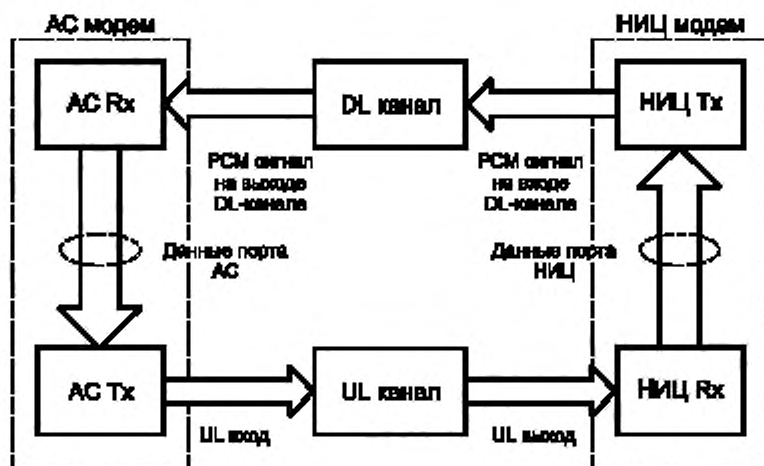 АС модем
НИЦ модем
АС Rx
DL канал
НИЦ Tx
PCM сигнал
на выходе
DL-канала
PCM сигнал
на входе
DL-канала
Данные порта
АС
Данные порта
НИЦ
АС Tx
UL канал
НИЦ Rx
UL вход
UL выход